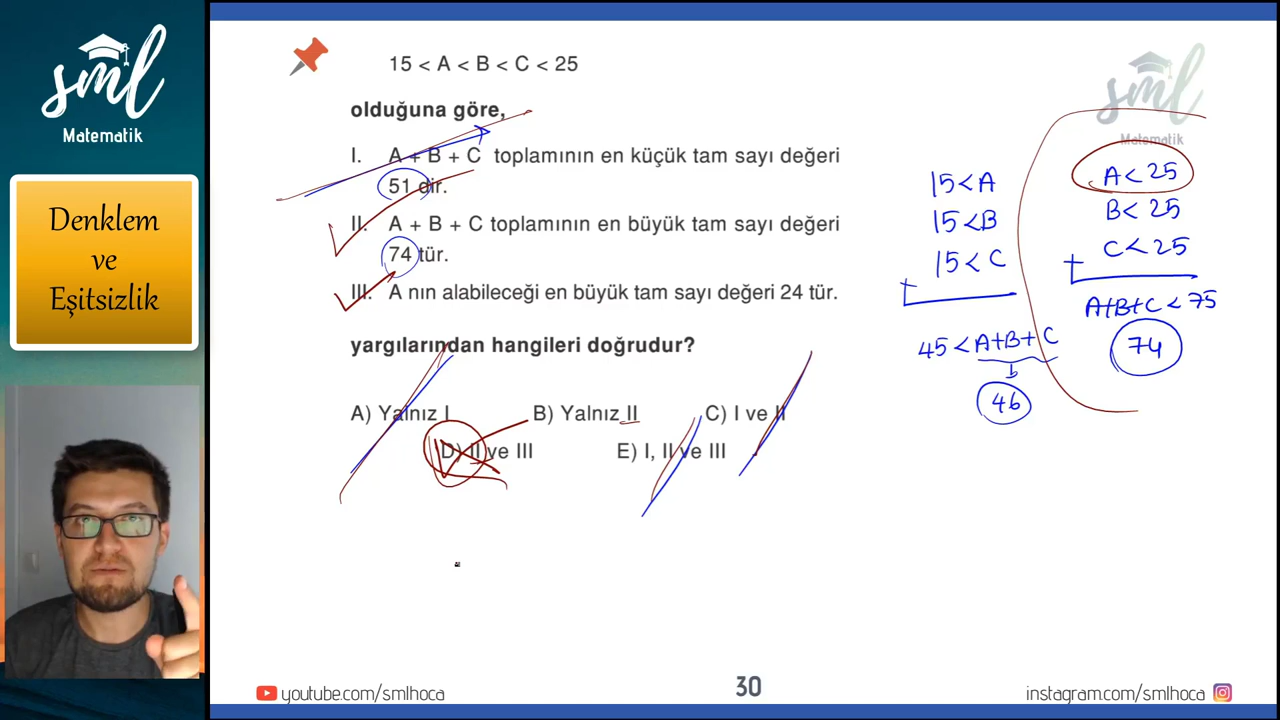 sml
Matematik
Denklem
ve
Eşitsizlik
15 < A < B < C < 25
olduğuna göre,
I. A + B + C toplamının en küçük tam sayı değeri
51 dir.
II. A + B + C toplamının en büyük tam sayı değeri
74 tür.
III. A nın alabileceği en büyük tam sayı değeri 24 tür.
yargılarından hangileri doğrudur?
A) Yalnız I B) Yalnız II C) I ve II
D) II ve III E) I, II ve III
sml
Matematik
15 < A
15 < B
15 < C
+
45 < A+B+C
46
A < 25
B < 25
C < 25
+
A+B+C < 75
74
youtube.com/smlhoca
30
instagram.com/smlhoca